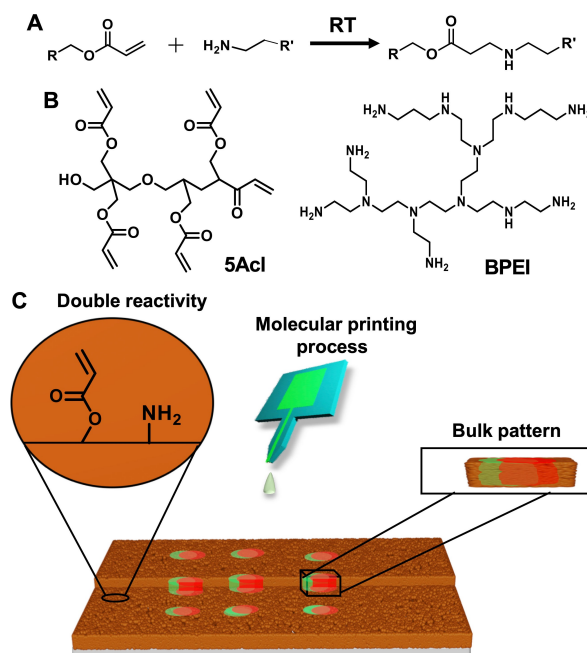 A
RT
R
O
O
+
H₂N
R'
R
O
O
N
H
R'
B
O
O
O
O
HO
O
O
O
O
O
O
5Acl
H₂N
H
N
H
N
NH₂
N
N
NH₂
H₂N
N
N
N
N
H
NH₂
NH₂
BPEI
C
Double reactivity
O
O
NH₂
Molecular printing
process
Bulk pattern